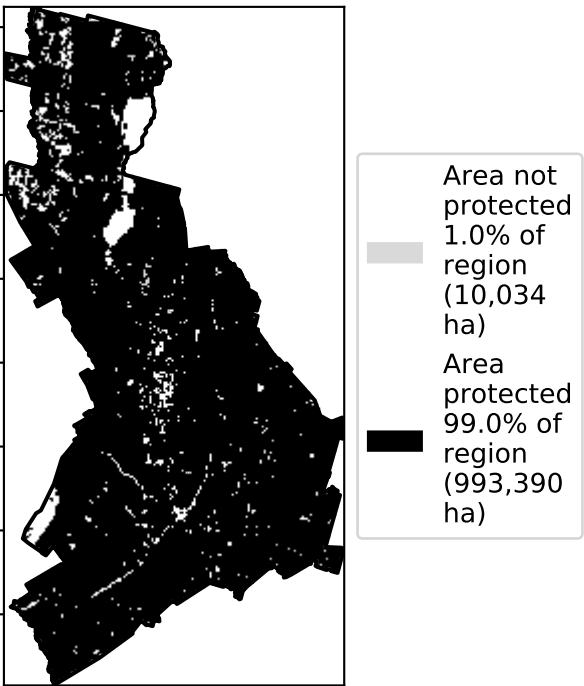 Area not
protected
1.0% of
region
(10,034
ha)
Area
protected
99.0% of
region
(993,390
ha)